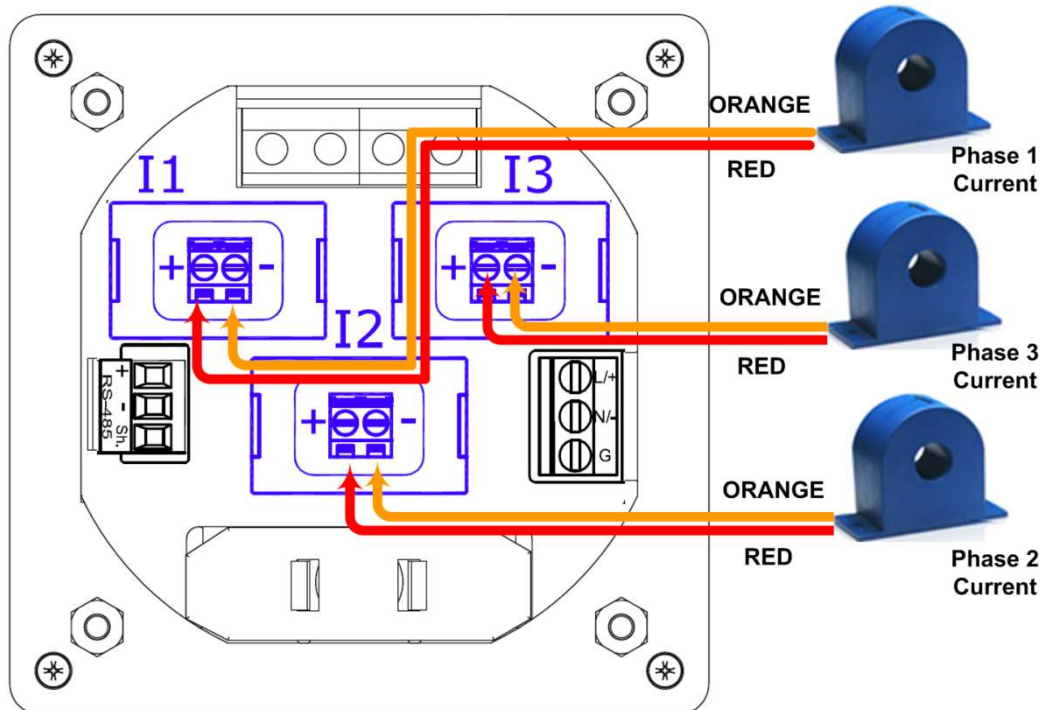 ORANGE
RED
Phase 1
Current
I1
I3
+ -
+ -
ORANGE
RED
Phase 3
Current
I2
+ -
+
-
Sh.
RS-485
L/+
N/-
G
ORANGE
RED
Phase 2
Current